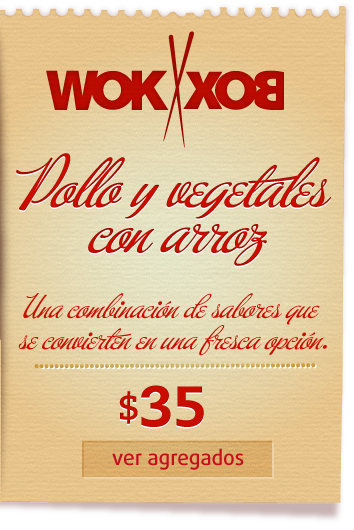 WOK BOX
Pollo y vegetales
con arroz
Una combinación de sabores que
se convierten en una fresca opción.
$35
ver agregados